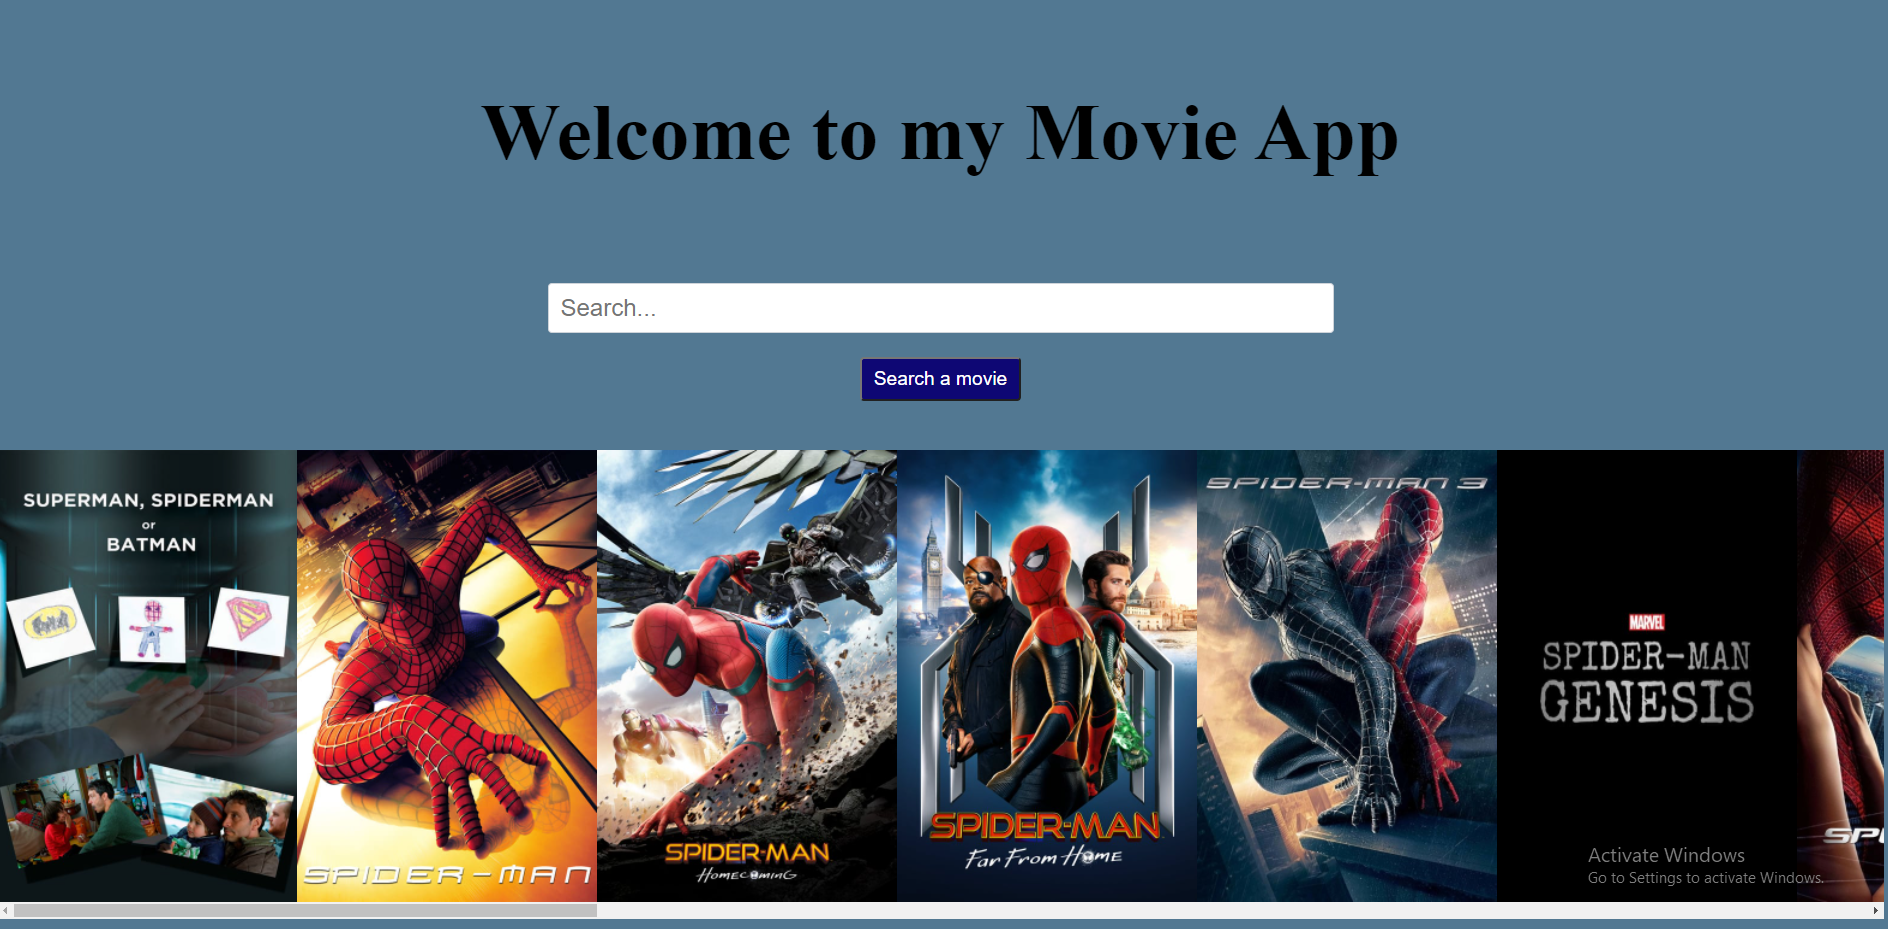 Welcome to my Movie App
Search...
Search a movie
SUPERMAN, SPIDERMAN
or
BATMAN
SPIDER-MAN
SPIDER-MAN
HOMECOMING
SPIDER-MAN
Far From Home
SPIDER-MAN 3
MARVEL
SPIDER-MAN
GENESIS
Activate Windows
Go to Settings to activate Windows.